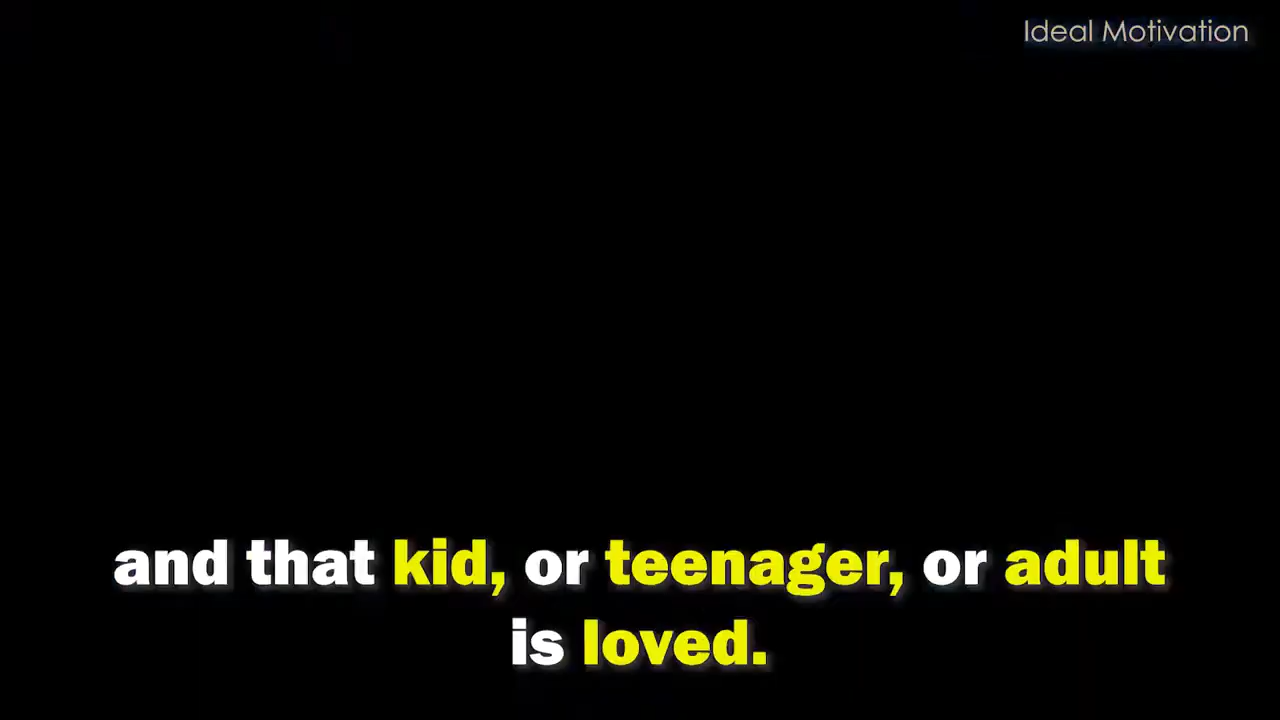 Ideal Motivation
and that kid, or teenager, or adult
is loved.